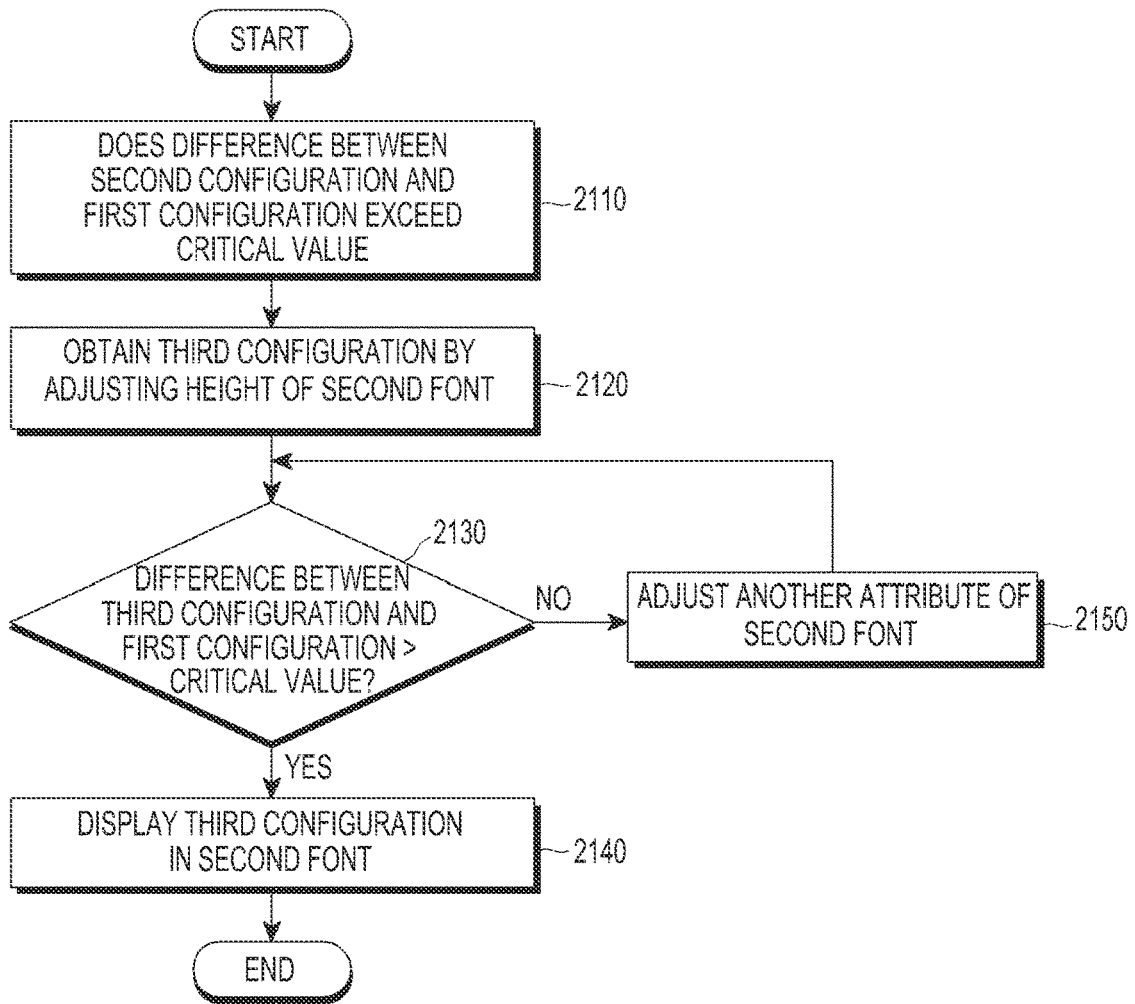 START
DOES DIFFERENCE BETWEEN
SECOND CONFIGURATION AND
FIRST CONFIGURATION EXCEED
CRITICAL VALUE
2110
OBTAIN THIRD CONFIGURATION BY
ADJUSTING HEIGHT OF SECOND FONT
2120
2130
DIFFERENCE BETWEEN
THIRD CONFIGURATION AND
FIRST CONFIGURATION >
CRITICAL VALUE?
NO
ADJUST ANOTHER ATTRIBUTE OF
SECOND FONT
2150
YES
DISPLAY THIRD CONFIGURATION
IN SECOND FONT
2140
END